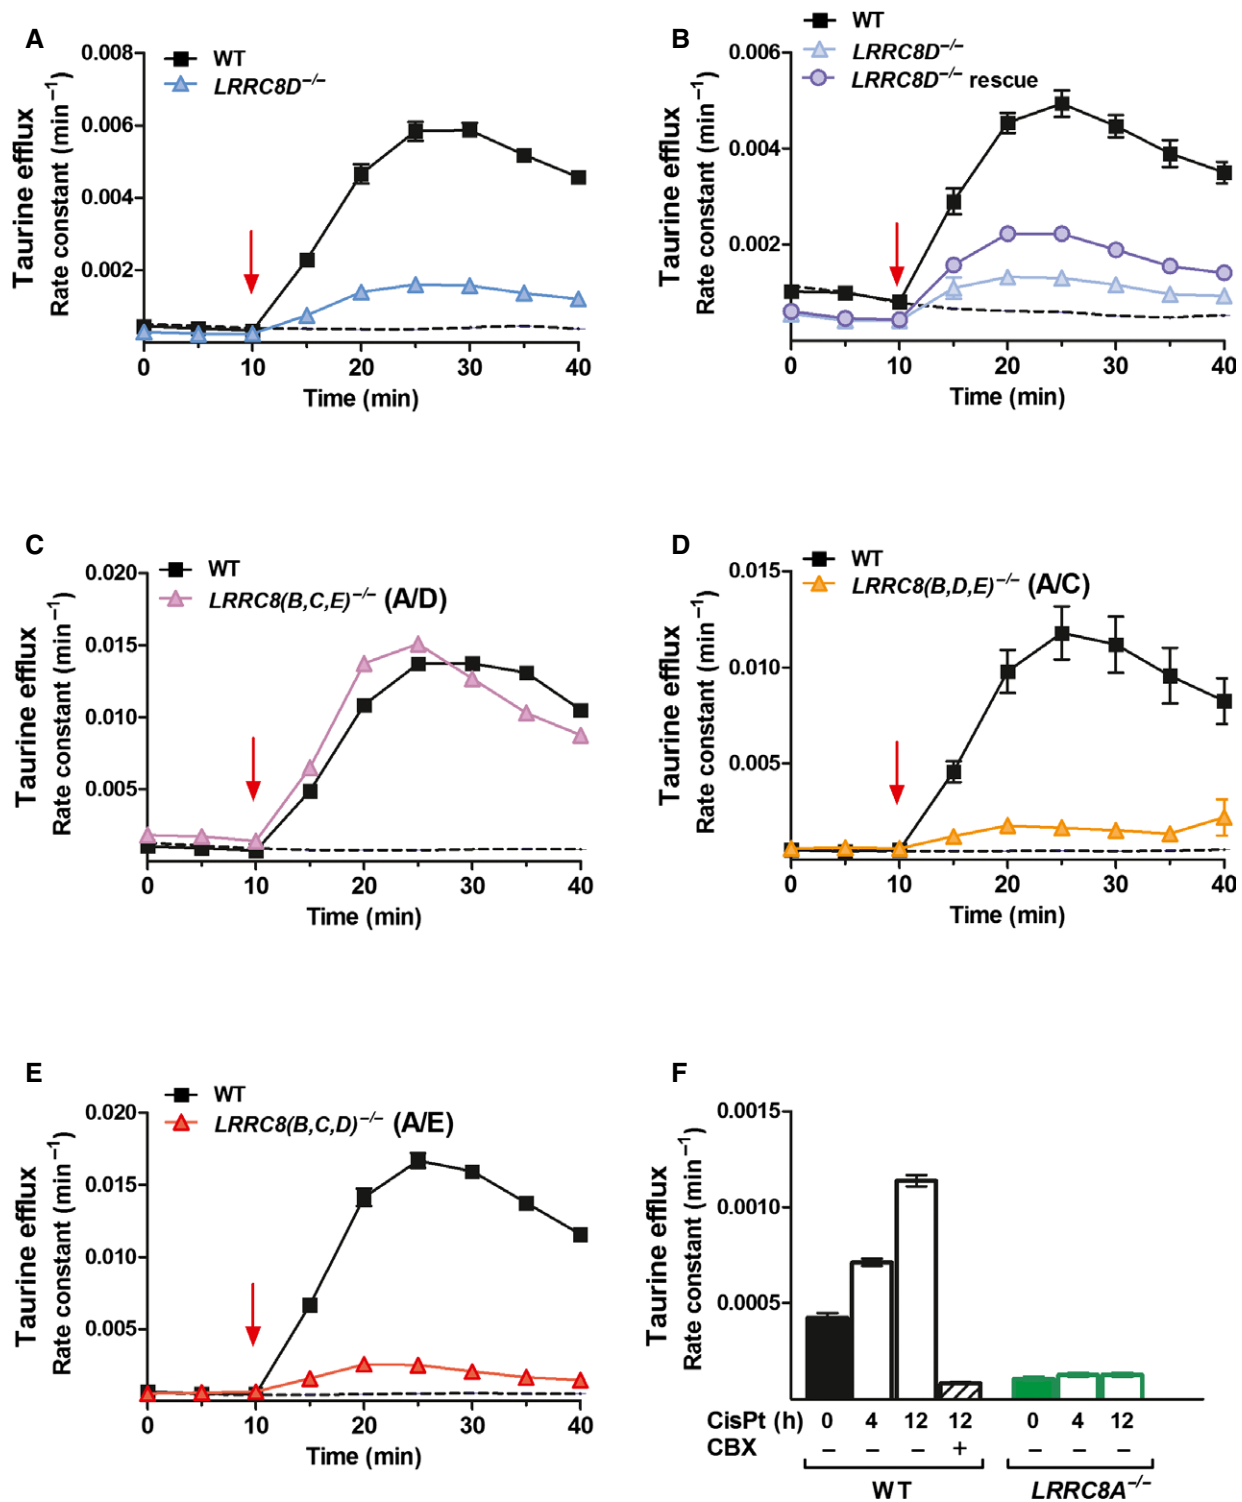 A
WT
LRRC8D−/−
Taurine efflux
Rate constant (min−1)
0.008
0.006
0.004
0.002
0 10 20 30 40
Time (min)
B
WT
LRRC8D−/−
LRRC8D−/− rescue
Taurine efflux
Rate constant (min−1)
0.006
0.004
0.002
0 10 20 30 40
Time (min)
C
WT
LRRC8(B,C,E)−/− (A/D)
Taurine efflux
Rate constant (min−1)
0.020
0.015
0.010
0.005
0 10 20 30 40
Time (min)
D
WT
LRRC8(B,D,E)−/− (A/C)
Taurine efflux
Rate constant (min−1)
0.015
0.010
0.005
0 10 20 30 40
Time (min)
E
WT
LRRC8(B,C,D)−/− (A/E)
Taurine efflux
Rate constant (min−1)
0.020
0.015
0.010
0.005
0 10 20 30 40
Time (min)
F
Taurine efflux
Rate constant (min−1)
0.0015
0.0010
0.0005
CisPt (h) 0 4 12 12 0 4 12
CBX − − − + − − −
WT LRRC8A−/−